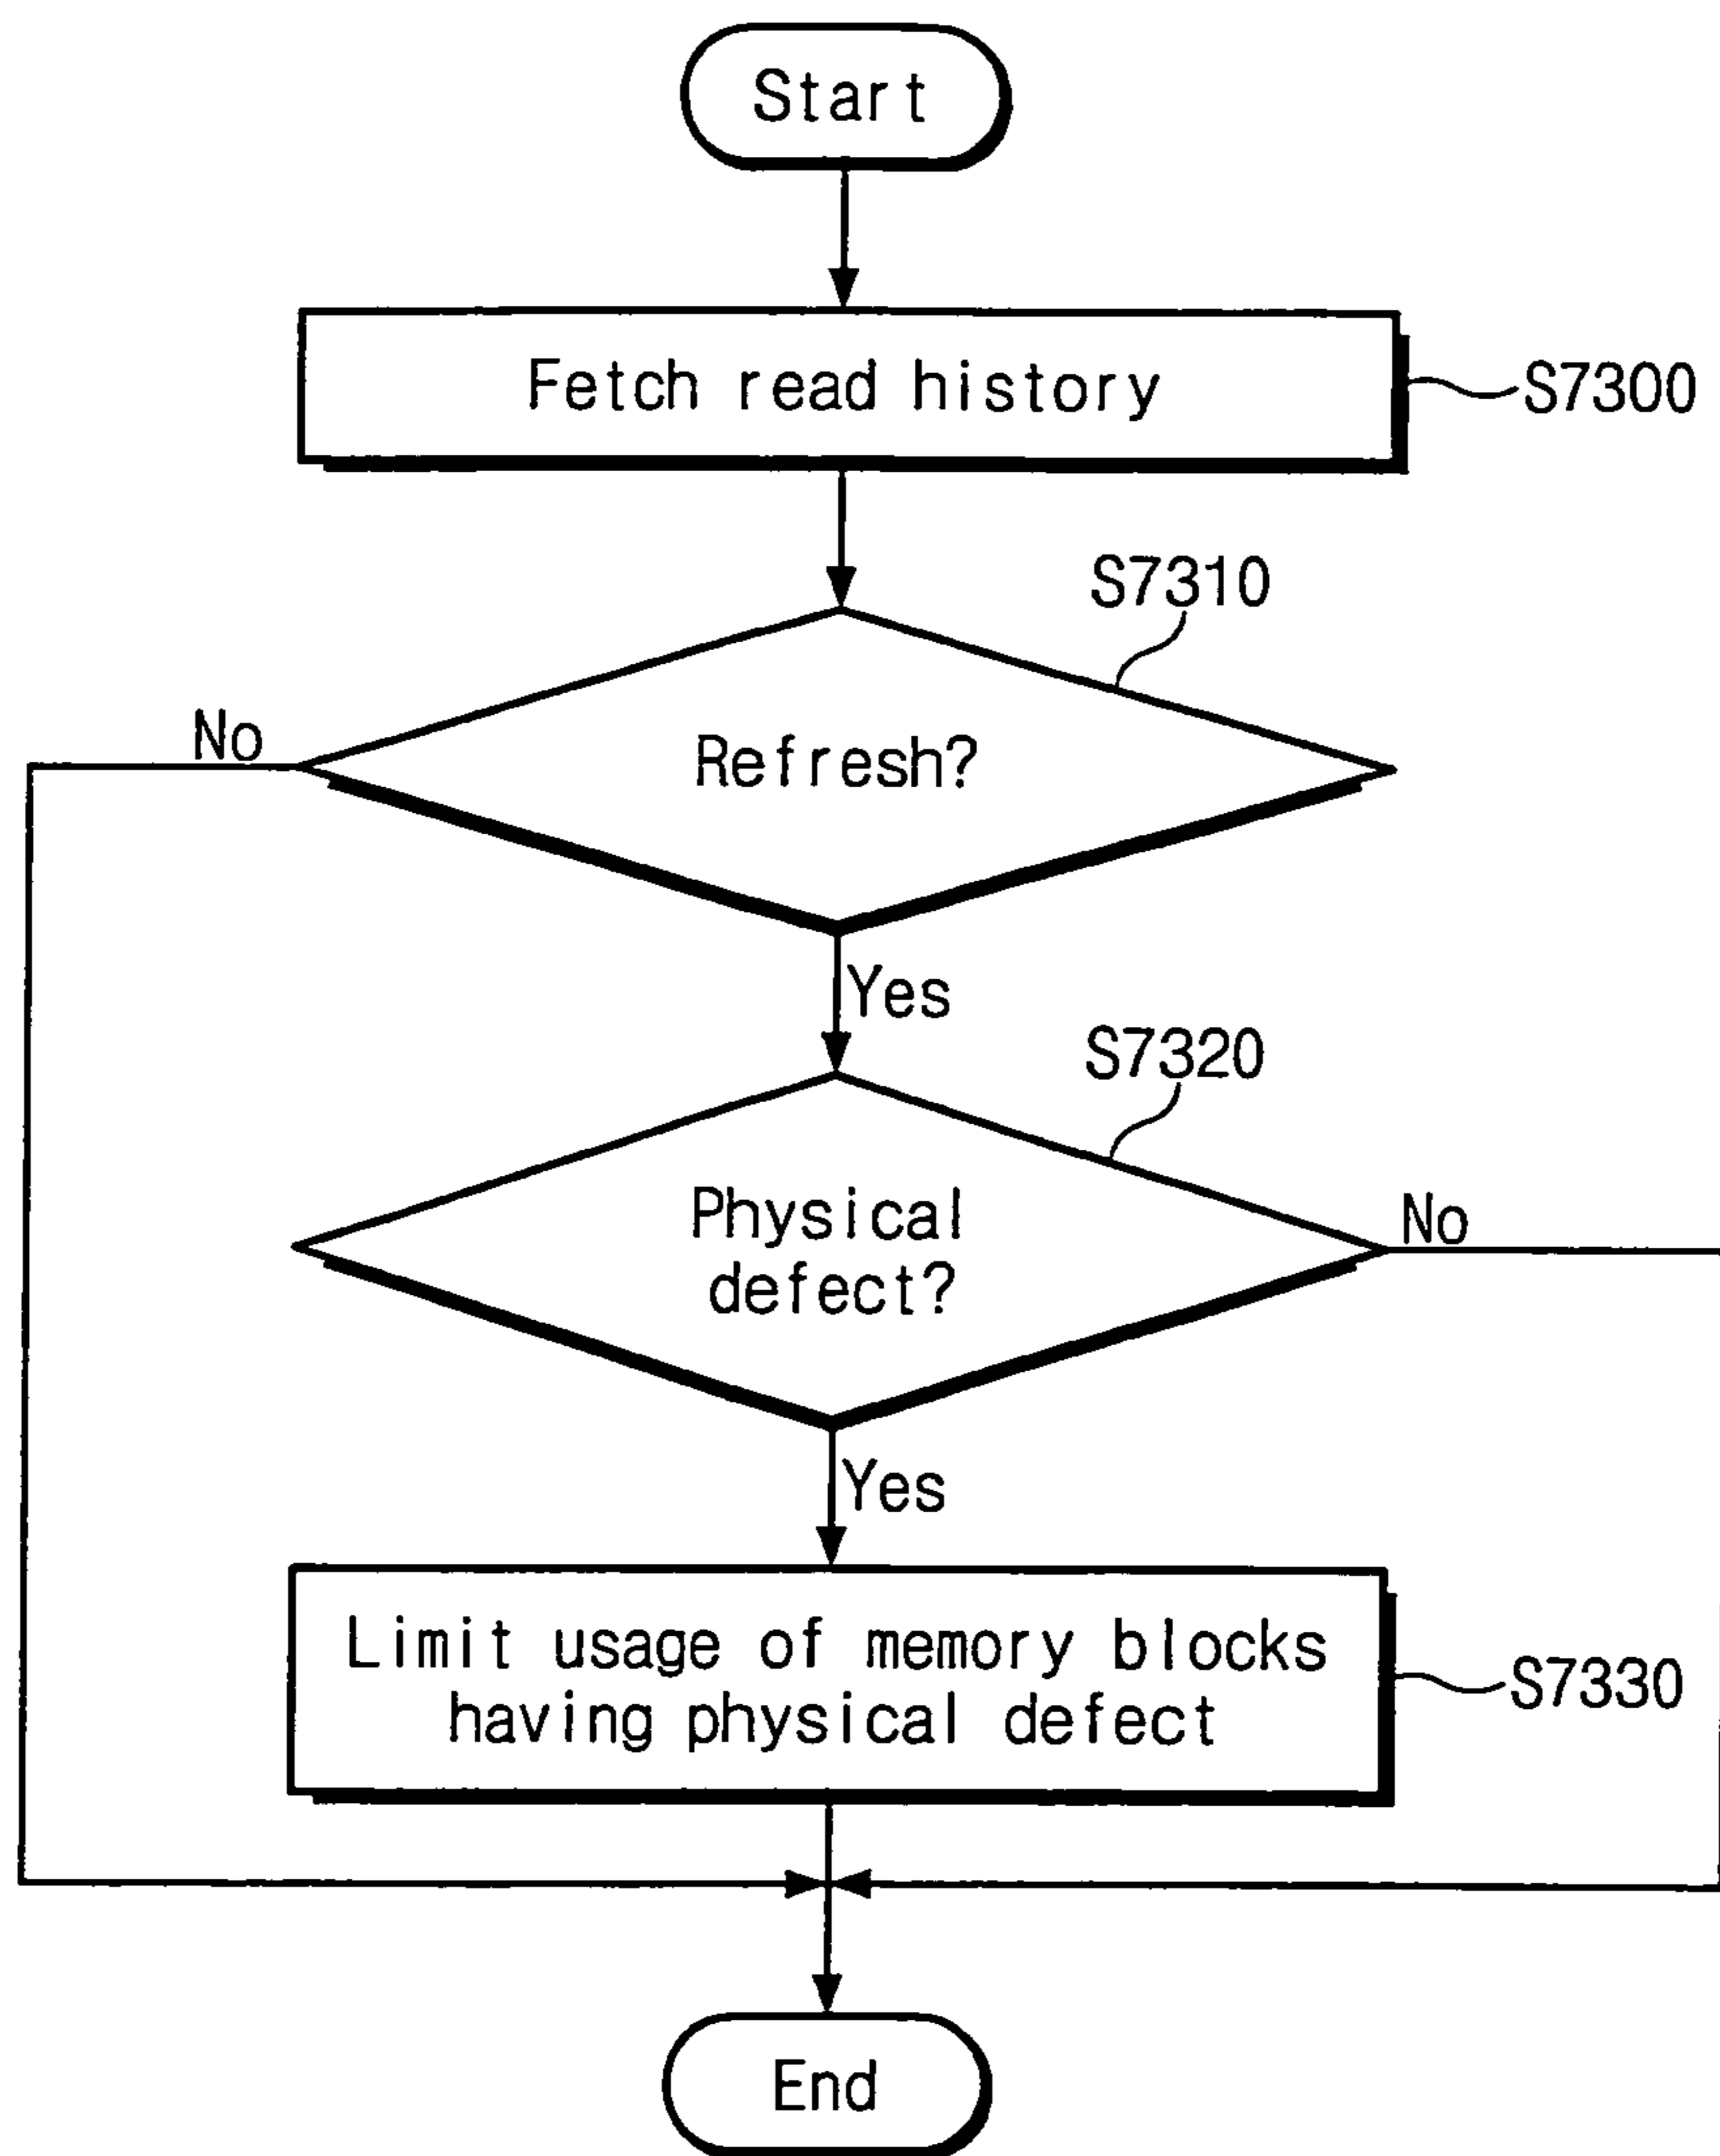 Start
Fetch read history
S7300
S7310
Refresh?
No
Yes
S7320
Physical
defect?
No
Yes
Limit usage of memory blocks
having physical defect
S7330
End